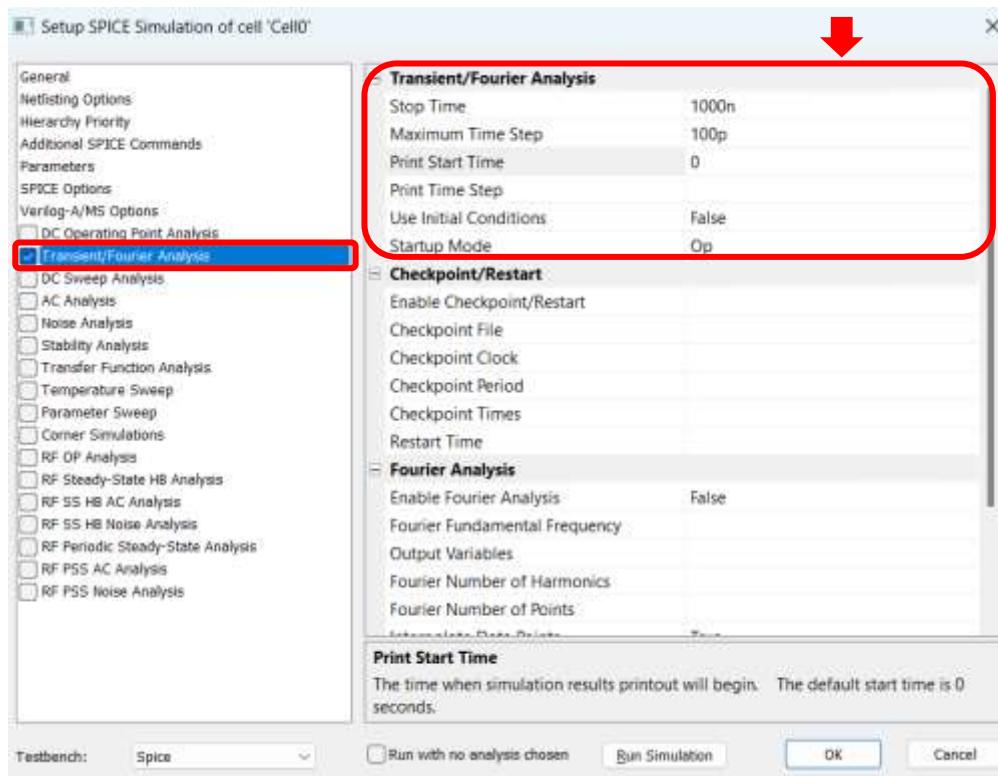 Setup SPICE Simulation of cell 'Cell0'
General
Netlisting Options
Hierarchy Priority
Additional SPICE Commands
Parameters
SPICE Options
Verilog-A/MS Options
DC Operating Point Analysis
Transient/Fourier Analysis
DC Sweep Analysis
AC Analysis
Noise Analysis
Stability Analysis
Transfer Function Analysis
Temperature Sweep
Parameter Sweep
Corner Simulations
RF OP Analysis
RF Steady-State HB Analysis
RF SS HB AC Analysis
RF SS HB Noise Analysis
RF Periodic Steady-State Analysis
RF PSS AC Analysis
RF PSS Noise Analysis
Transient/Fourier Analysis
Stop Time 1000n
Maximum Time Step 100p
Print Start Time 0
Print Time Step
Use Initial Conditions False
Startup Mode Op
Checkpoint/Restart
Enable Checkpoint/Restart
Checkpoint File
Checkpoint Clock
Checkpoint Period
Checkpoint Times
Restart Time
Fourier Analysis
Enable Fourier Analysis False
Fourier Fundamental Frequency
Output Variables
Fourier Number of Harmonics
Fourier Number of Points
Print Start Time
The time when simulation results printout will begin. The default start time is 0
seconds.
Testbench: Spice Run with no analysis chosen Run Simulation OK Cancel